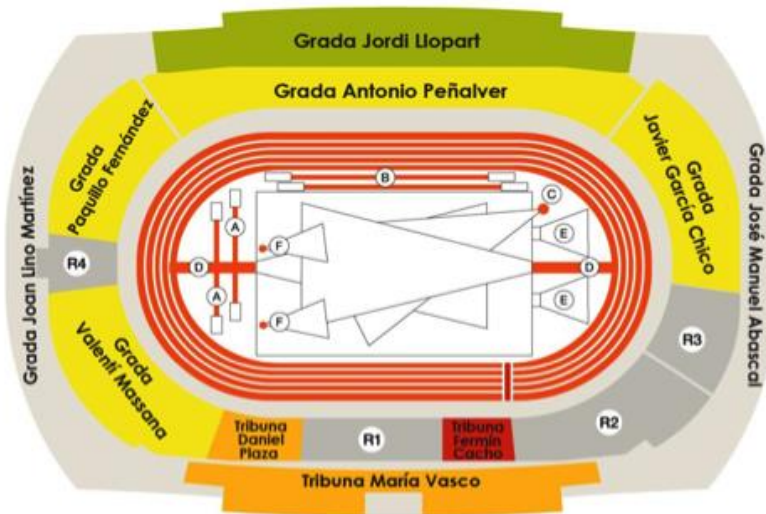 Grada Jordi Llopart
Grada Antonio Peñalver
Grada
Paquillo Fernández
Grada
Javier García Chico
Grada Joan Lino Martínez
Grada José Manuel Abascal
B
C
A
E
F
R4
D
D
A
E
F
R3
Grada
Valentí Massana
Tribuna
Daniel
Plaza
R1
Tribuna
Fermín
Cacho
R2
Tribuna María Vasco